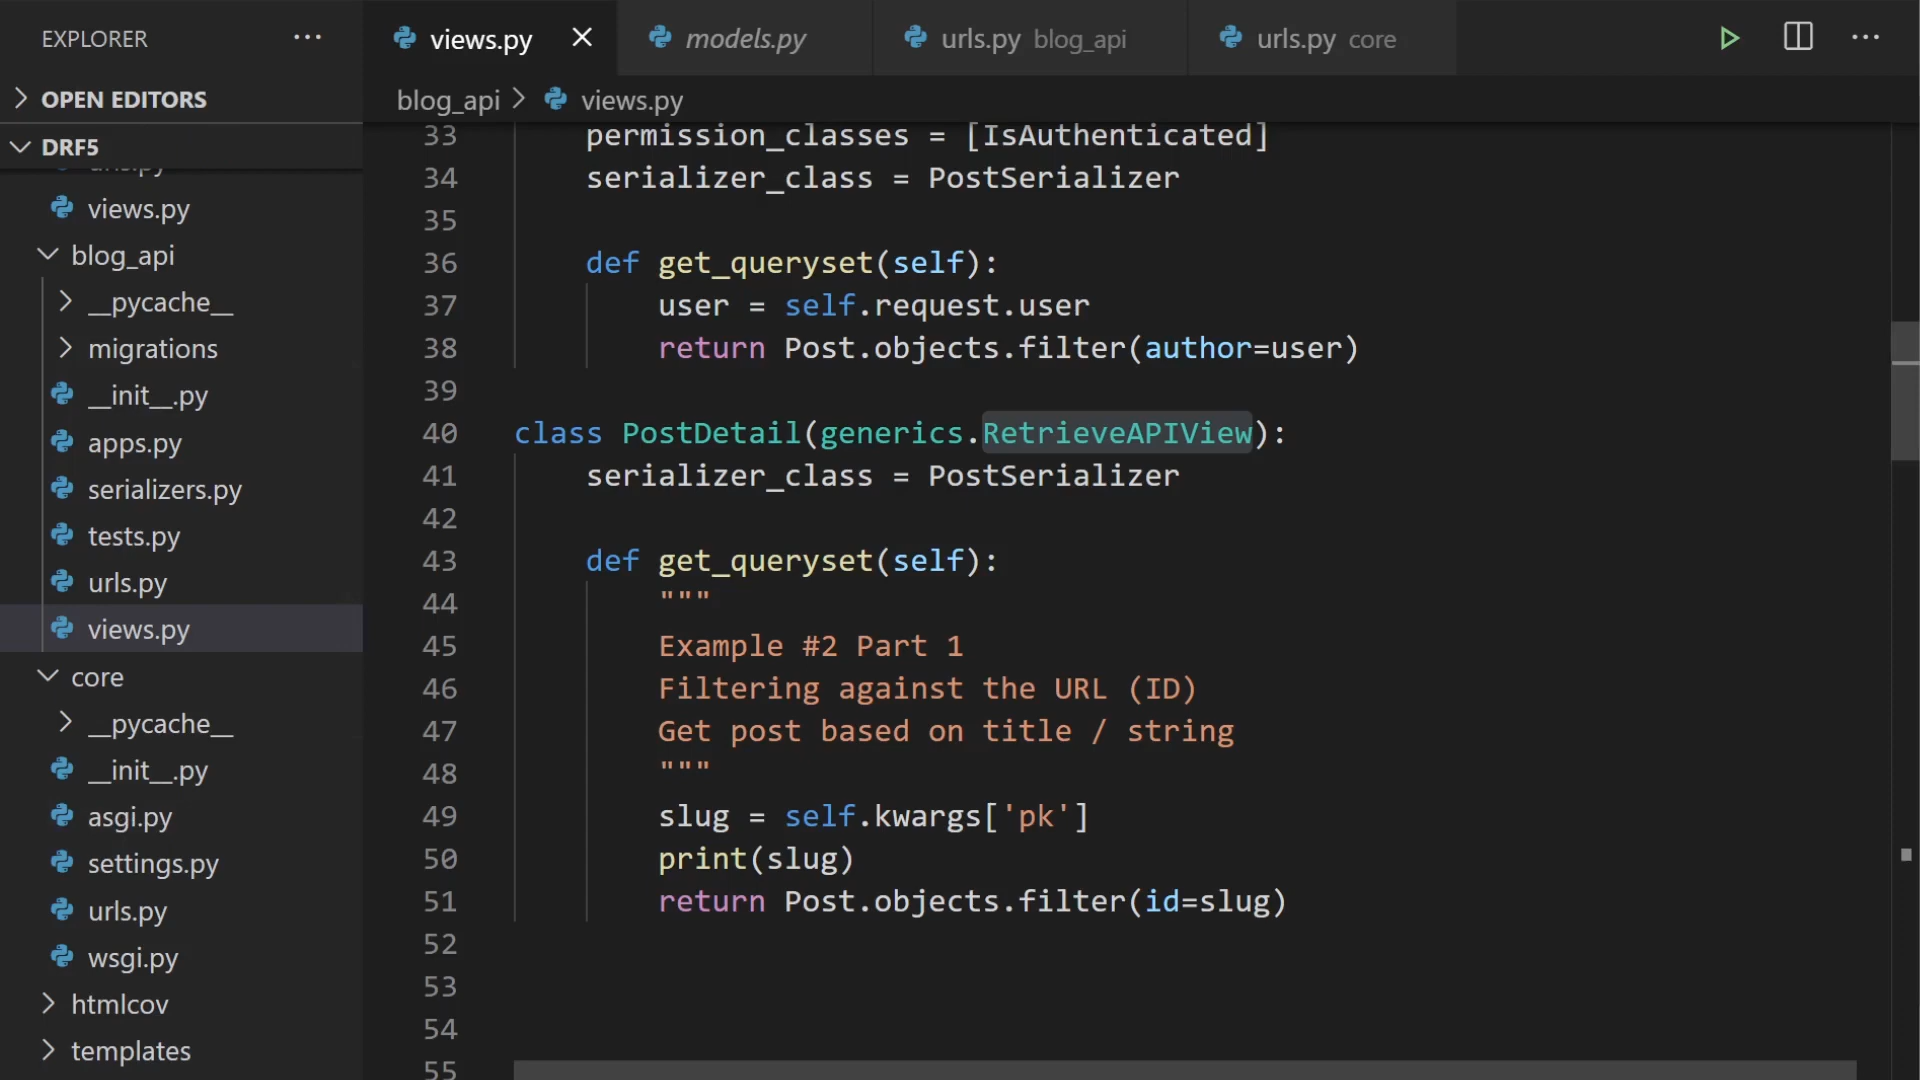 EXPLORER
views.py
models.py
urls.py blog_api
urls.py core
OPEN EDITORS
DRF5
views.py
blog_api
__pycache__
migrations
__init__.py
apps.py
serializers.py
tests.py
urls.py
views.py
core
__pycache__
__init__.py
asgi.py
settings.py
urls.py
wsgi.py
htmlcov
templates
blog_api > views.py
33 permission_classes = [IsAuthenticated]
34 serializer_class = PostSerializer
35
36 def get_queryset(self):
37 user = self.request.user
38 return Post.objects.filter(author=user)
39
40 class PostDetail(generics.RetrieveAPIView):
41 serializer_class = PostSerializer
42
43 def get_queryset(self):
44 """
45 Example #2 Part 1
46 Filtering against the URL (ID)
47 Get post based on title / string
48 """
49 slug = self.kwargs['pk']
50 print(slug)
51 return Post.objects.filter(id=slug)
52
53
54
55